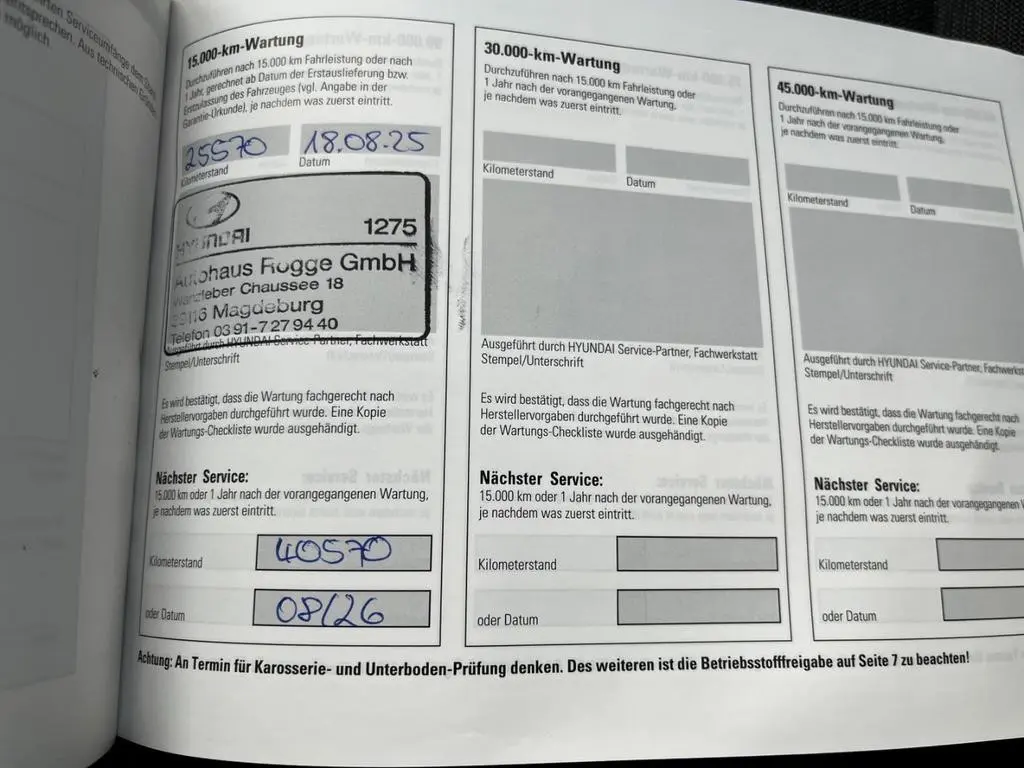 möglich.
15.000-km-Wartung
Durchzuführen nach 15.000 km Fahrleistung oder nach
1 Jahr, gerechnet ab Datum der Erstauslieferung bzw.
Erstzulassung des Fahrzeuges (vgl. Angabe in der
Garantie-Urkunde), je nachdem was zuerst eintritt.
25570 18.08.25
Kilometerstand Datum
HYUNDAI 1275
Autohaus Rogge GmbH
Wanzleber Chaussee 18
39116 Magdeburg
Telefon 03 91-7 27 94 40
Ausgeführt durch HYUNDAI Service-Partner, Fachwerkstatt
Stempel/Unterschrift
Es wird bestätigt, dass die Wartung fachgerecht nach
Herstellervorgaben durchgeführt wurde. Eine Kopie
der Wartungs-Checkliste wurde ausgehändigt.
Nächster Service:
15.000 km oder 1 Jahr nach der vorangegangenen Wartung,
je nachdem was zuerst eintritt.
Kilometerstand 40570
oder Datum 08/26
30.000-km-Wartung
Durchzuführen nach 15.000 km Fahrleistung oder
1 Jahr nach der vorangegangenen Wartung,
je nachdem was zuerst eintritt.
Kilometerstand Datum
Ausgeführt durch HYUNDAI Service-Partner, Fachwerkstatt
Stempel/Unterschrift
Es wird bestätigt, dass die Wartung fachgerecht nach
Herstellervorgaben durchgeführt wurde. Eine Kopie
der Wartungs-Checkliste wurde ausgehändigt.
Nächster Service:
15.000 km oder 1 Jahr nach der vorangegangenen Wartung,
je nachdem was zuerst eintritt.
Kilometerstand
oder Datum
45.000-km-Wartung
Durchzuführen nach 15.000 km Fahrleistung oder
1 Jahr nach der vorangegangenen Wartung,
je nachdem was zuerst eintritt.
Kilometerstand Datum
Ausgeführt durch HYUNDAI Service-Partner, Fachwerkst
Stempel/Unterschrift
Es wird bestätigt, dass die Wartung fachgerecht nach
Herstellervorgaben durchgeführt wurde. Eine Kopie
der Wartungs-Checkliste wurde ausgehändigt.
Nächster Service:
15.000 km oder 1 Jahr nach der vorangegangenen W
je nachdem was zuerst eintritt.
Kilometerstand
oder Datum
Achtung: An Termin für Karosserie- und Unterboden-Prüfung denken. Des weiteren ist die Betriebsstofffreigabe auf Seite 7 zu beachten!